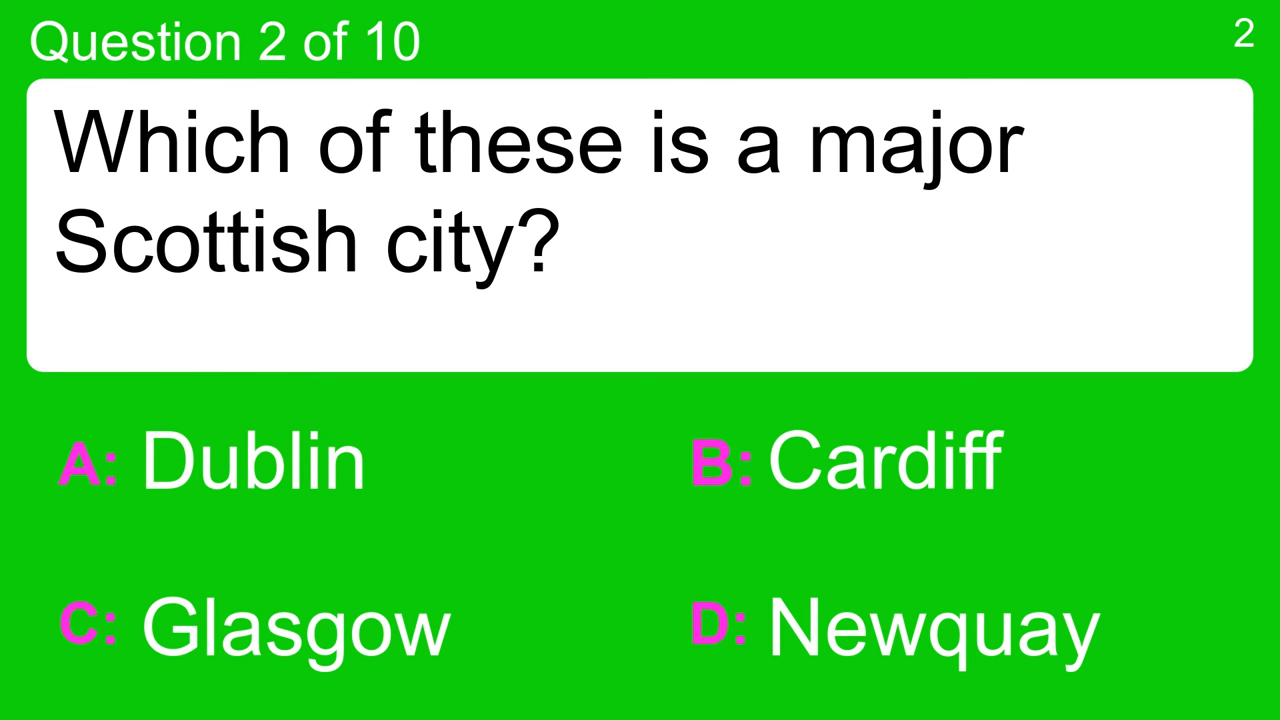 Question 2 of 10
2
Which of these is a major
Scottish city?
A: Dublin
B: Cardiff
C: Glasgow
D: Newquay